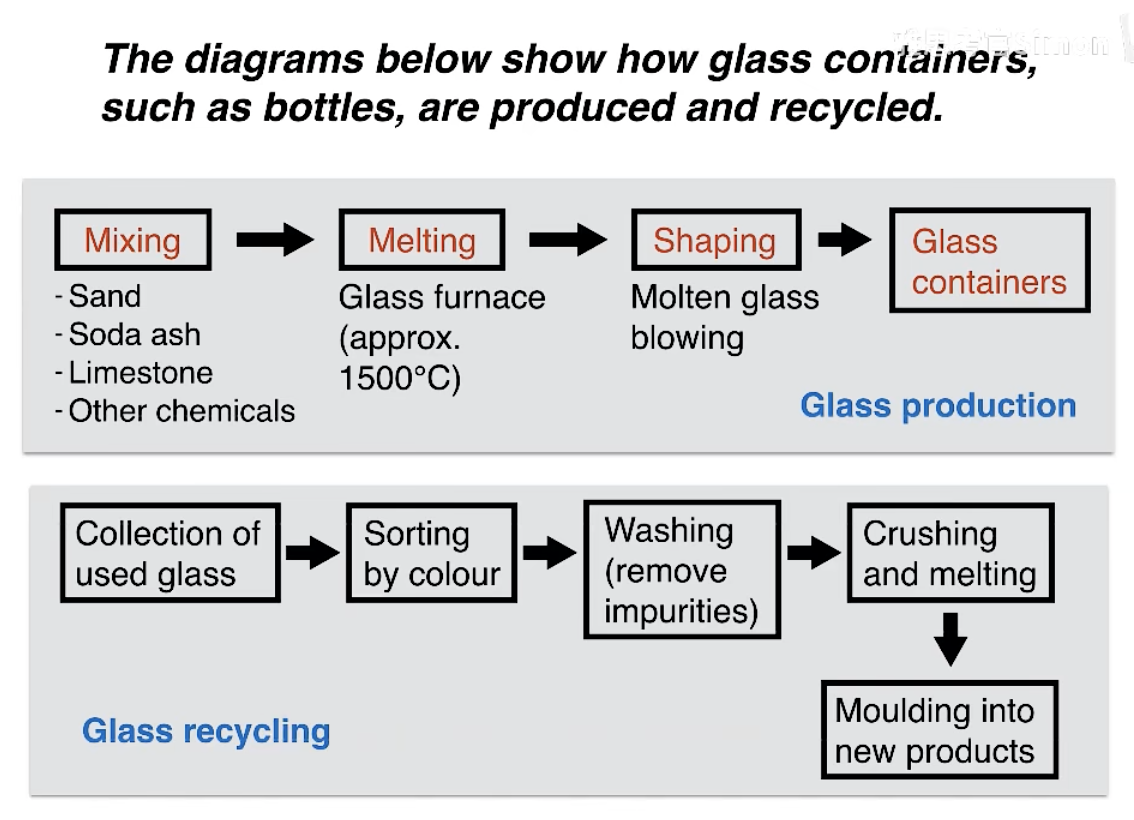 The diagrams below show how glass containers,
such as bottles, are produced and recycled.
Mixing
- Sand
- Soda ash
- Limestone
- Other chemicals
Melting
Glass furnace
(approx.
1500°C)
Shaping
Molten glass
blowing
Glass
containers
Glass production
Collection of
used glass
Sorting
by colour
Washing
(remove
impurities)
Crushing
and melting
Moulding into
new products
Glass recycling